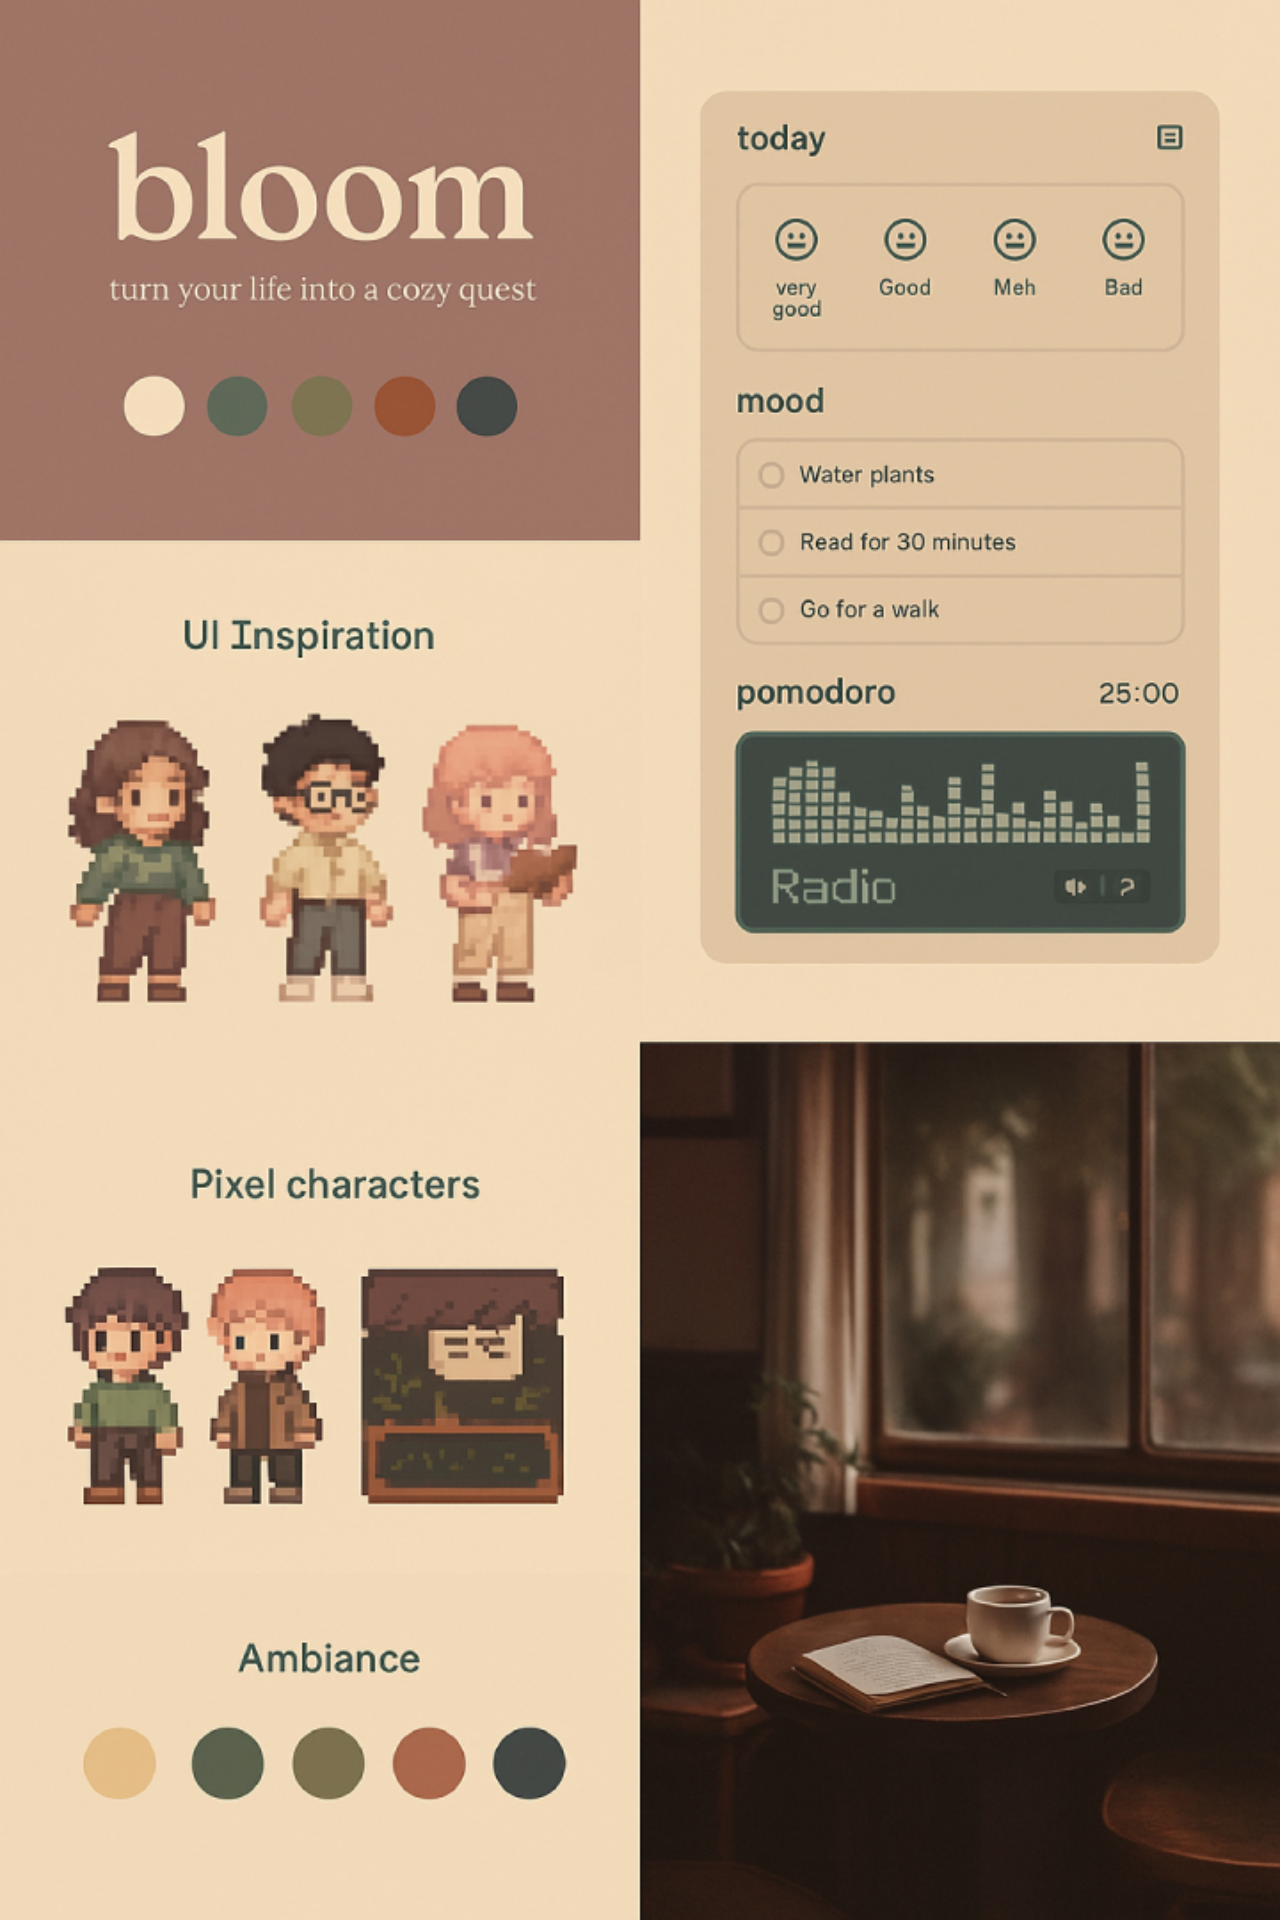 bloom
turn your life into a cozy quest
today
very
good
Good
Meh
Bad
mood
Water plants
Read for 30 minutes
Go for a walk
pomodoro
25:00
Radio
UI Inspiration
Pixel characters
Ambiance